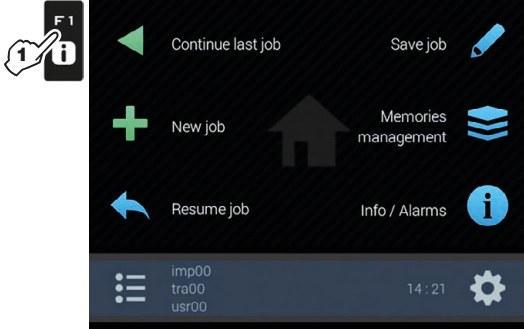 F1
1
Continue last job
Save job
New job
Memories
management
Resume job
Info / Alarms
imp00
tra00
usr00
14:21